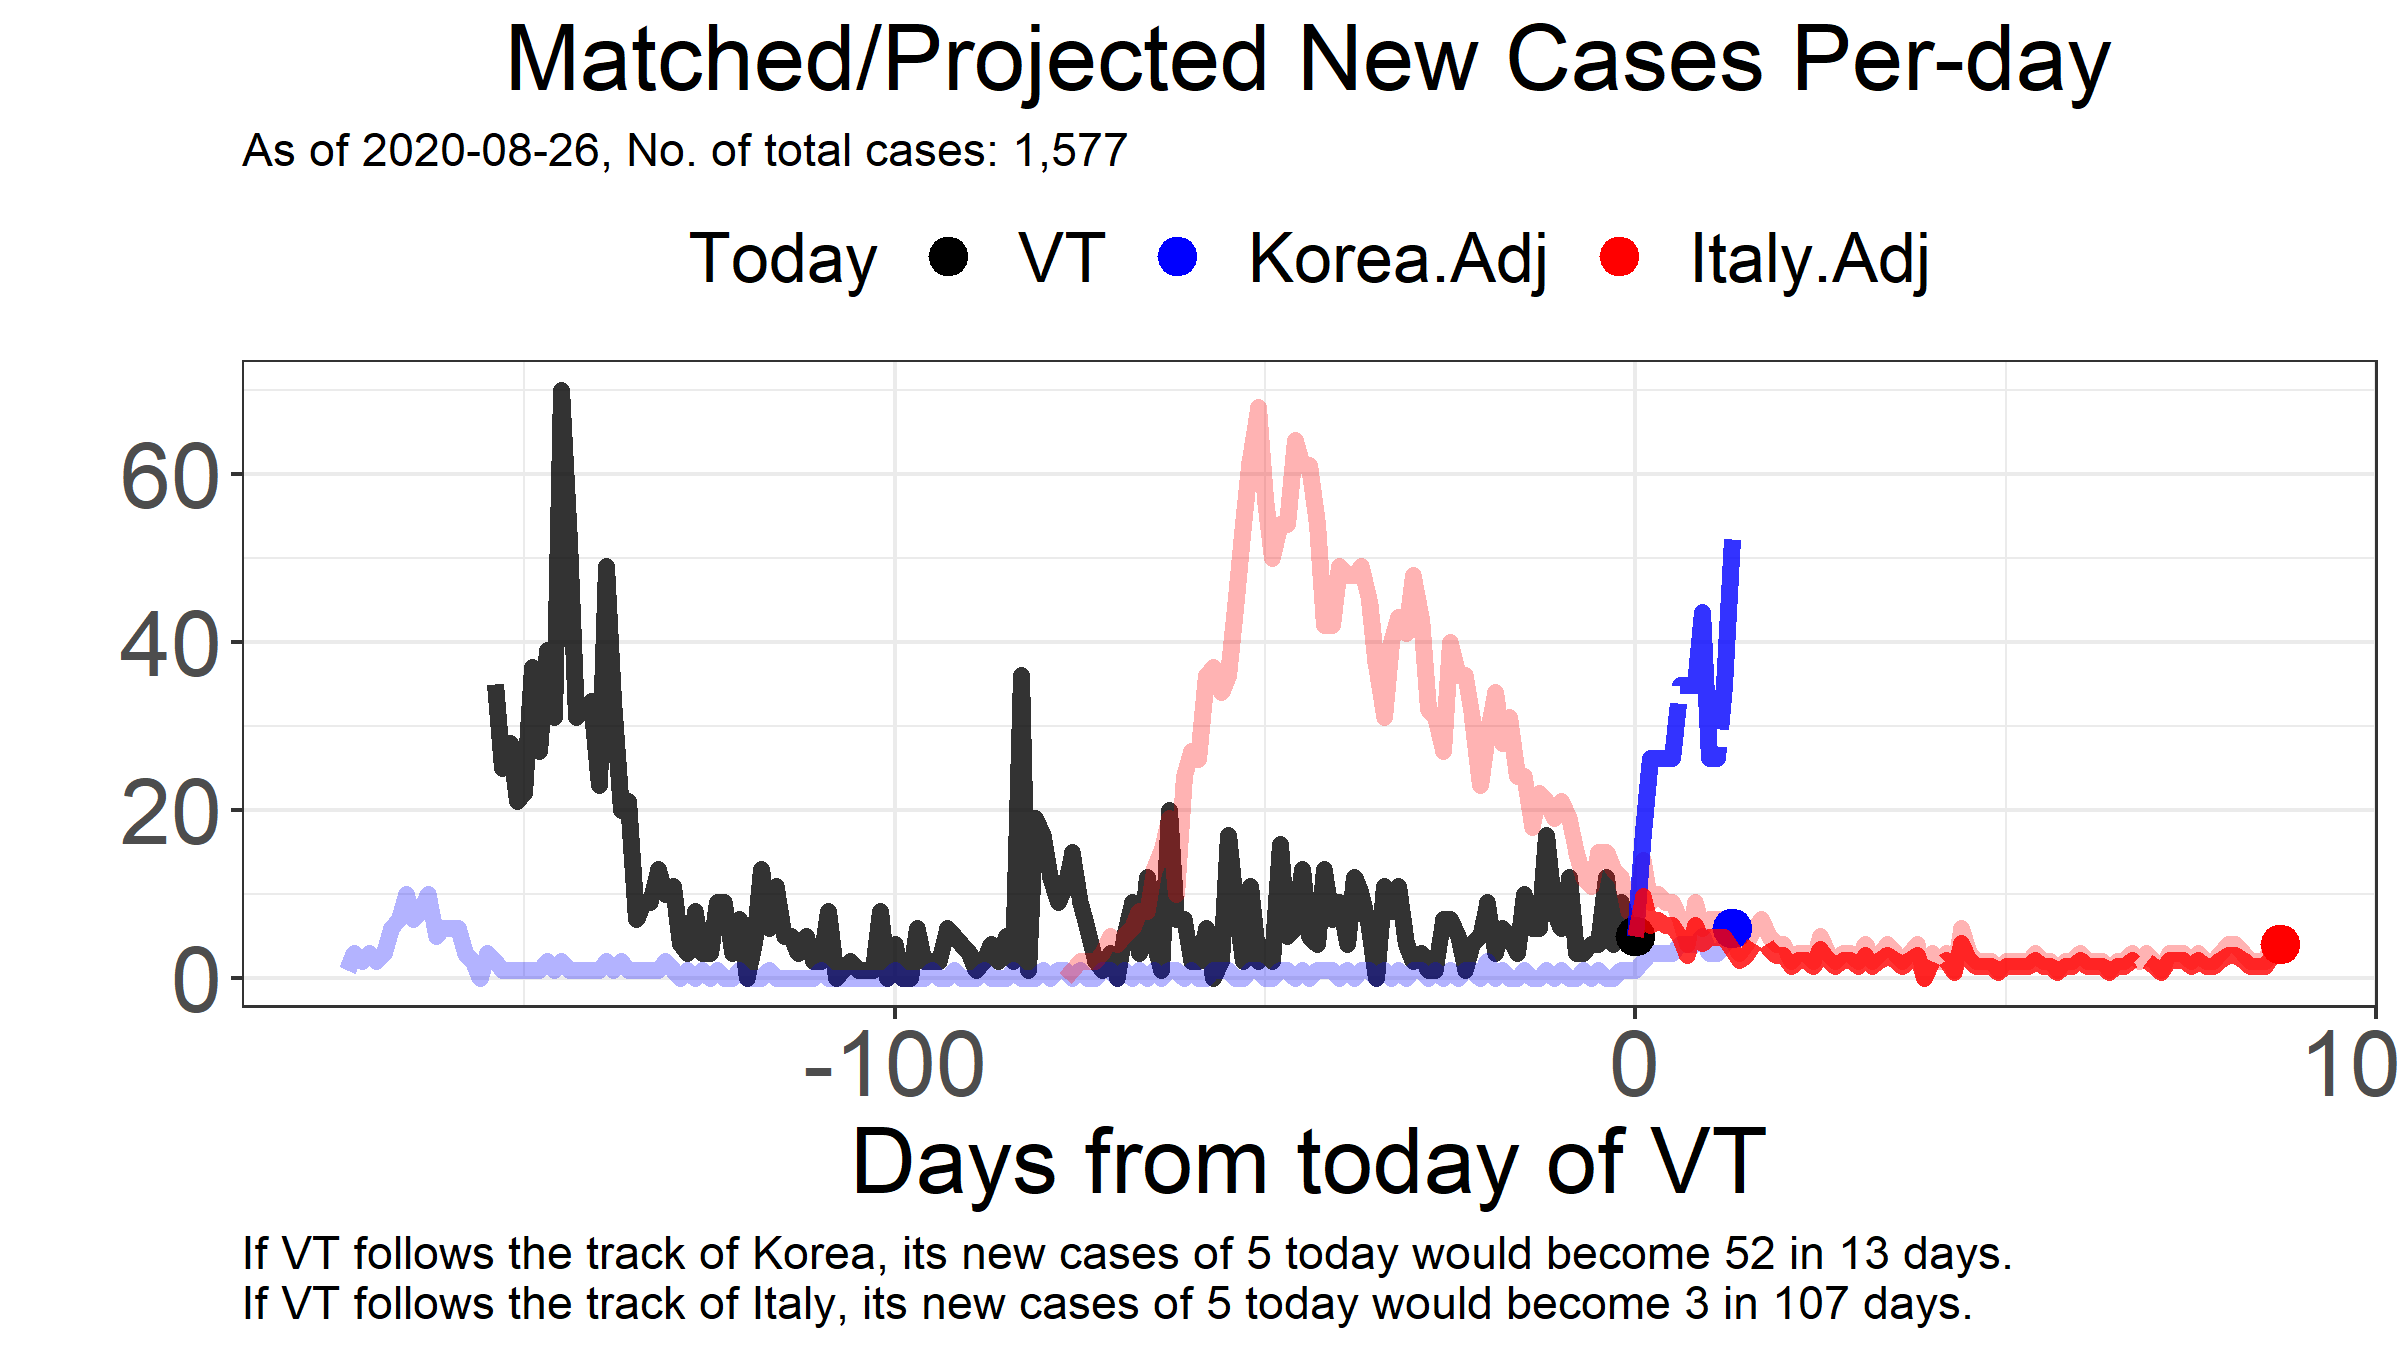 Matched/Projected New Cases Per-day
As of 2020-08-26, No. of total cases: 1,577
Today VT Korea.Adj Italy.Adj
60
40
20
0
-100 0 10
Days from today of VT
If VT follows the track of Korea, its new cases of 5 today would become 52 in 13 days.
If VT follows the track of Italy, its new cases of 5 today would become 3 in 107 days.